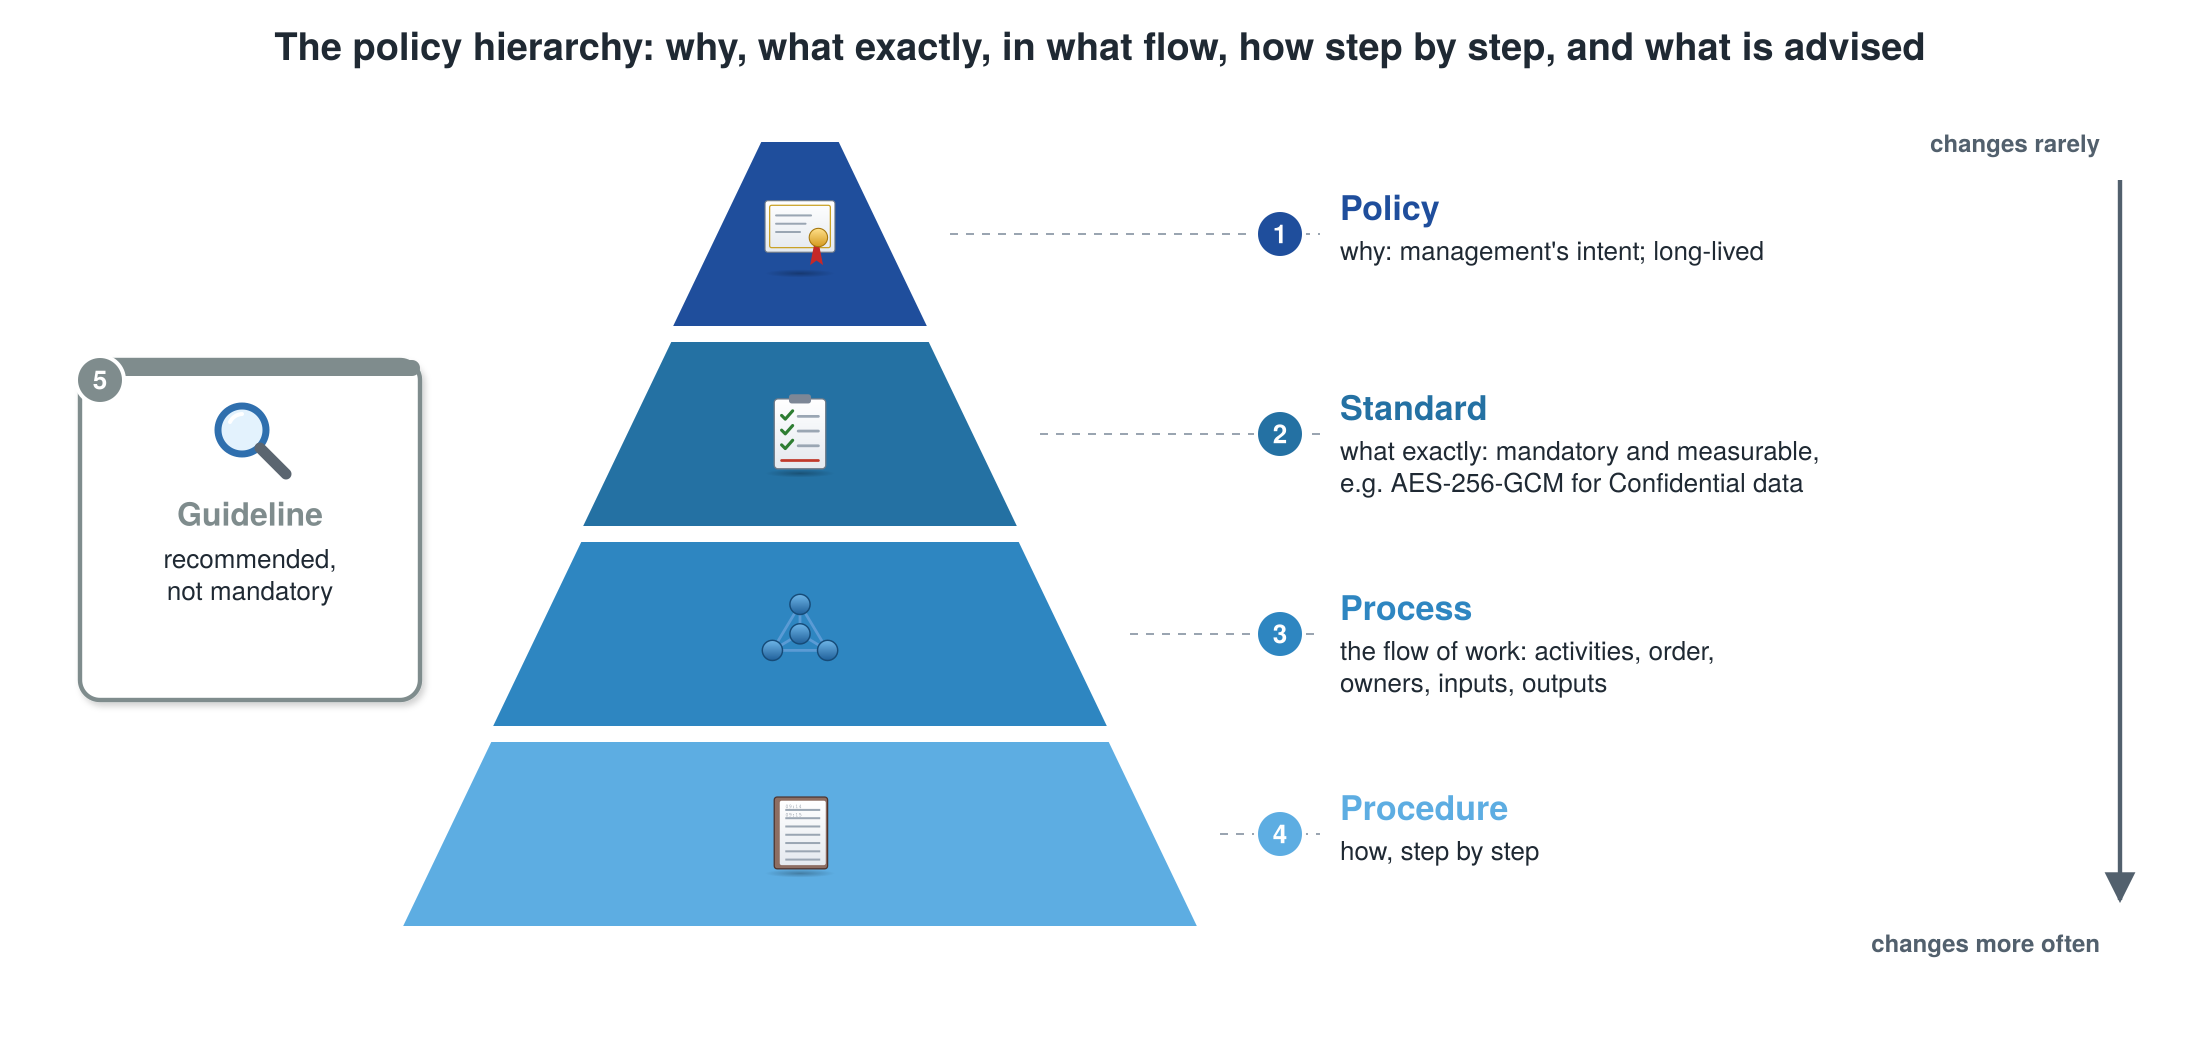 The policy hierarchy: why, what exactly, in what flow, how step by step, and what is advised
changes rarely
1
Policy
why: management's intent; long-lived
5
Guideline
recommended,
not mandatory
2
Standard
what exactly: mandatory and measurable,
e.g. AES-256-GCM for Confidential data
3
Process
the flow of work: activities, order,
owners, inputs, outputs
4
Procedure
how, step by step
changes more often